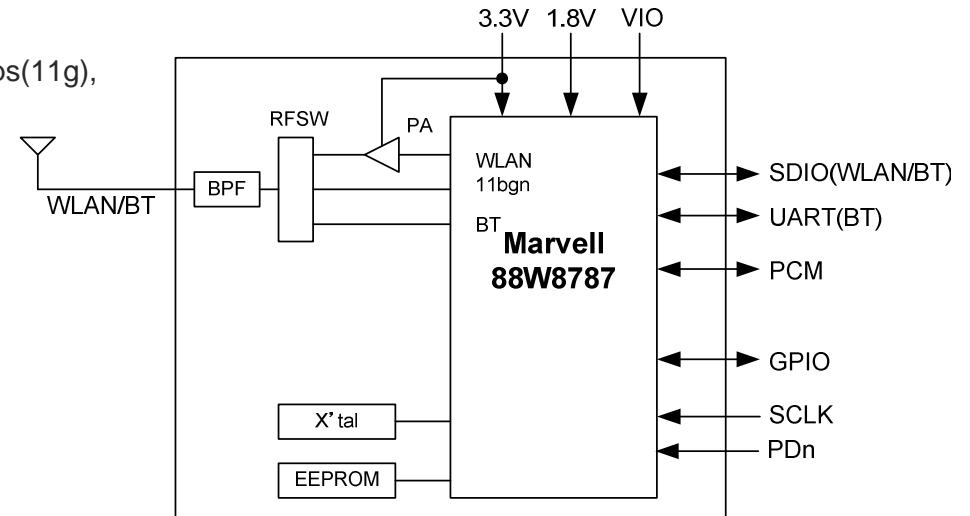 3.3V 1.8V VIO
os(11g),
RFSW
PA
WLAN
11bgn
BPF
WLAN/BT
BT
Marvell
88W8787
SDIO(WLAN/BT)
UART(BT)
PCM
GPIO
X'tal
SCLK
PDn
EEPROM